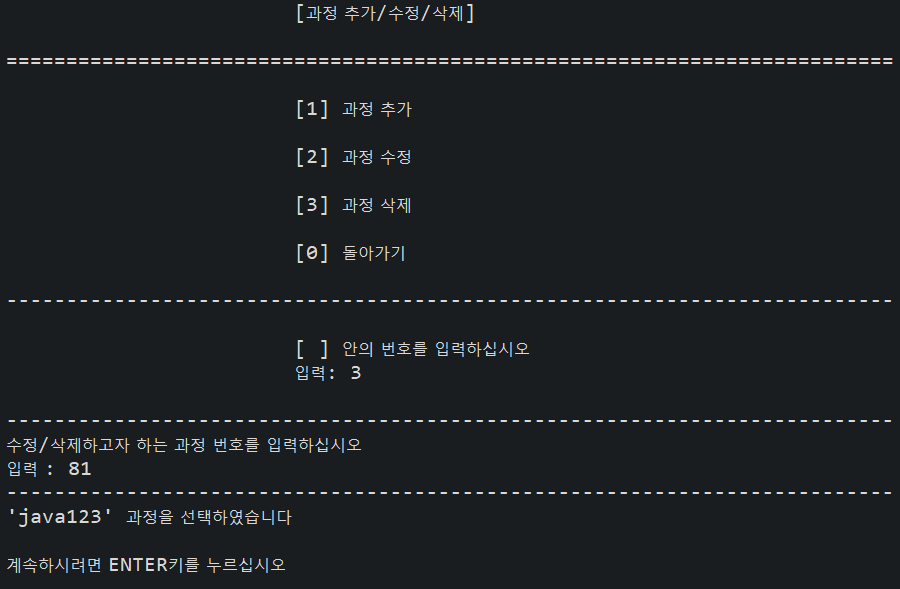 [과정 추가/수정/삭제]
==========================================================================
[1] 과정 추가
[2] 과정 수정
[3] 과정 삭제
[0] 돌아가기
--------------------------------------------------------------------------
[ ] 안의 번호를 입력하십시오
입력: 3
--------------------------------------------------------------------------
수정/삭제하고자 하는 과정 번호를 입력하십시오
입력 : 81
--------------------------------------------------------------------------
'java123' 과정을 선택하였습니다
계속하시려면 ENTER키를 누르십시오